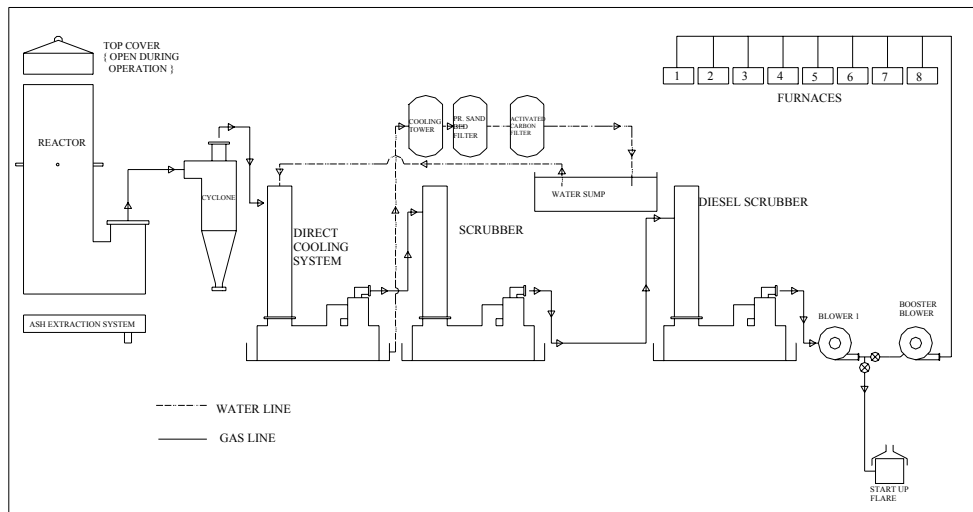 TOP COVER
{ OPEN DURING
OPERATION }
1 2 3 4 5 6 7 8
FURNACES
COOLING
TOWER
PR. SAND
BED
FILTER
ACTIVATED
CARBON
FILTER
REACTOR
CYCLONE
WATER SUMP
DIRECT
COOLING
SYSTEM
SCRUBBER
DIESEL SCRUBBER
ASH EXTRACTION SYSTEM
BLOWER 1
BOOSTER
BLOWER
WATER LINE
GAS LINE
START UP
FLARE